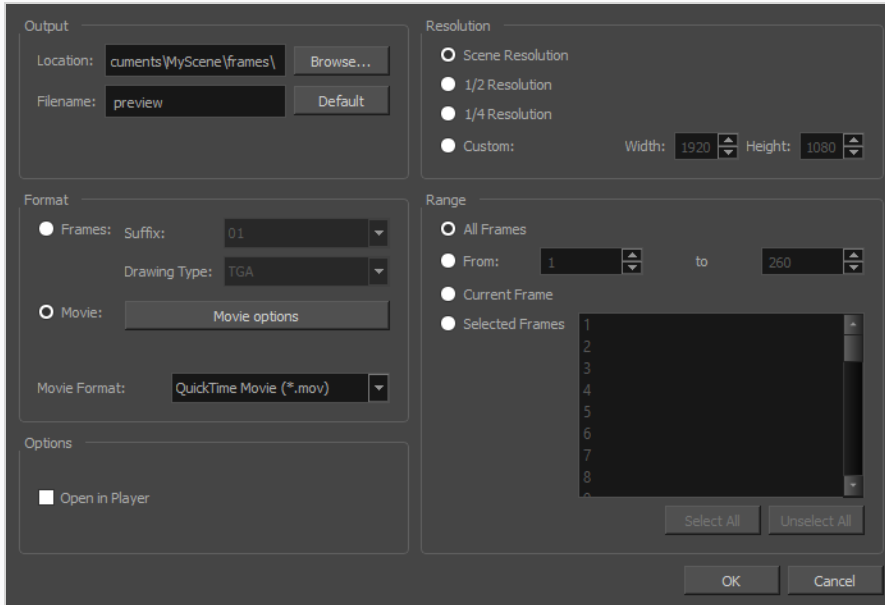 Output
Location: cuments\MyScene\frames\ Browse...
Filename: preview Default
Resolution
Scene Resolution
1/2 Resolution
1/4 Resolution
Custom: Width: 1920 Height: 1080
Format
Frames: Suffix: 01
Drawing Type: TGA
Movie: Movie options
Movie Format: QuickTime Movie (*.mov)
Range
All Frames
From: 1 to 260
Current Frame
Selected Frames 1
2
3
4
5
6
7
8
Select All Unselect All
Options
Open in Player
OK Cancel